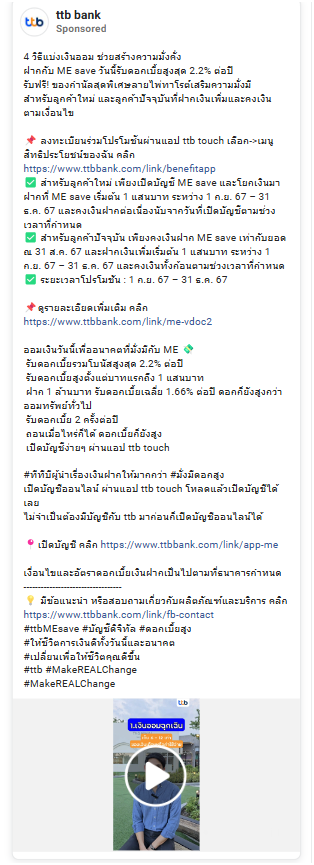 ttb bank
Sponsored
4 วิธีแบ่งเงินออม ช่วยสร้างความมั่งคั่ง
ฝากกับ ME save วันนี้รับดอกเบี้ยสูงสุด 2.2% ต่อปี
รับฟรี! ของกำนัลสุดพิเศษลายไพ่ทาโรต์เสริมความมั่งมี
สำหรับลูกค้าใหม่ และลูกค้าปัจจุบันที่ฝากเงินเพิ่มและคงเงิน
ตามเงื่อนไข
📌 ลงทะเบียนร่วมโปรโมชันผ่านแอป ttb touch เลือก->เมนู
สิทธิประโยชน์ของฉัน คลิก
https://www.ttbbank.com/link/benefitapp
✅ สำหรับลูกค้าใหม่ เพียงเปิดบัญชี ME save และโยกเงินมา
ฝากที่ ME save เริ่มต้น 1 แสนบาท ระหว่าง 1 ก.ย. 67 – 31
ธ.ค. 67 และคงเงินฝากต่อเนื่องนับจากวันที่เปิดบัญชีตามช่วง
เวลาที่กำหนด
✅ สำหรับลูกค้าปัจจุบัน เพียงคงเงินฝาก ME save เท่ากับยอด
ณ 31 ส.ค. 67 และฝากเงินเพิ่มเริ่มต้น 1 แสนบาท ระหว่าง 1
ก.ย. 67 – 31 ธ.ค. 67 และคงเงินทั้งก้อนตามช่วงเวลาที่กำหนด
✅ ระยะเวลาโปรโมชัน : 1 ก.ย. 67 – 31 ธ.ค. 67
📌ดูรายละเอียดเพิ่มเติม คลิก
https://www.ttbbank.com/link/me-vdoc2
ออมเงินวันนี้เพื่ออนาคตที่มั่งมีกับ ME 💸
รับดอกเบี้ยรวมโบนัสสูงสุด 2.2% ต่อปี
รับดอกเบี้ยสูงตั้งแต่บาทแรกถึง 1 แสนบาท
ฝาก 1 ล้านบาท รับดอกเบี้ยเฉลี่ย 1.66% ต่อปี ดอกก็ยังสูงกว่า
ออมทรัพย์ทั่วไป
รับดอกเบี้ย 2 ครั้งต่อปี
ถอนเมื่อไหร่ก็ได้ ดอกเบี้ยก็ยังสูง
เปิดบัญชีง่ายๆ ผ่านแอป ttb touch
#ทีทีบีผู้นำเรื่องเงินฝากให้มากกว่า #มั่งมีดอกสูง
เปิดบัญชีออนไลน์ ผ่านแอป ttb touch โหลดแล้วเปิดบัญชีได้
เลย
ไม่จำเป็นต้องมีบัญชีกับ ttb มาก่อนก็เปิดบัญชีออนไลน์ได้
📍 เปิดบัญชี คลิก https://www.ttbbank.com/link/app-me
เงื่อนไขและอัตราดอกเบี้ยเงินฝากเป็นไปตามที่ธนาคารกำหนด
--------------------------------
💡 มีข้อแนะนำ หรือสอบถามเกี่ยวกับผลิตภัณฑ์และบริการ คลิก
https://www.ttbbank.com/link/fb-contact
#ttbMEsave #บัญชีดิจิทัล #ดอกเบี้ยสูง
#ให้ชีวิตการเงินดีทั้งวันนี้และอนาคต
#เปลี่ยนเพื่อให้ชีวิตคุณดีขึ้น
#ttb #MakeREALChange
#MakeREALChange
ttb
1.เงินออมฉุกเฉิน